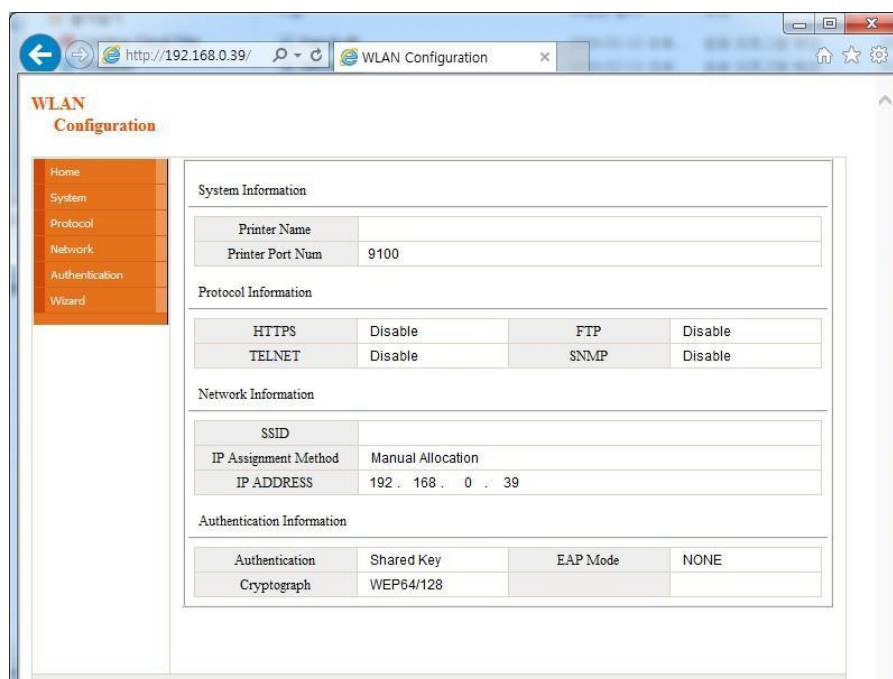 http://192.168.0.39/
WLAN Configuration
WLAN
Configuration
Home
System
Protocol
Network
Authentication
Wizard
System Information
Printer Name
Printer Port Num 9100
Protocol Information
HTTPS Disable FTP Disable
TELNET Disable SNMP Disable
Network Information
SSID
IP Assignment Method Manual Allocation
IP ADDRESS 192 . 168 . 0 . 39
Authentication Information
Authentication Shared Key EAP Mode NONE
Cryptograph WEP64/128